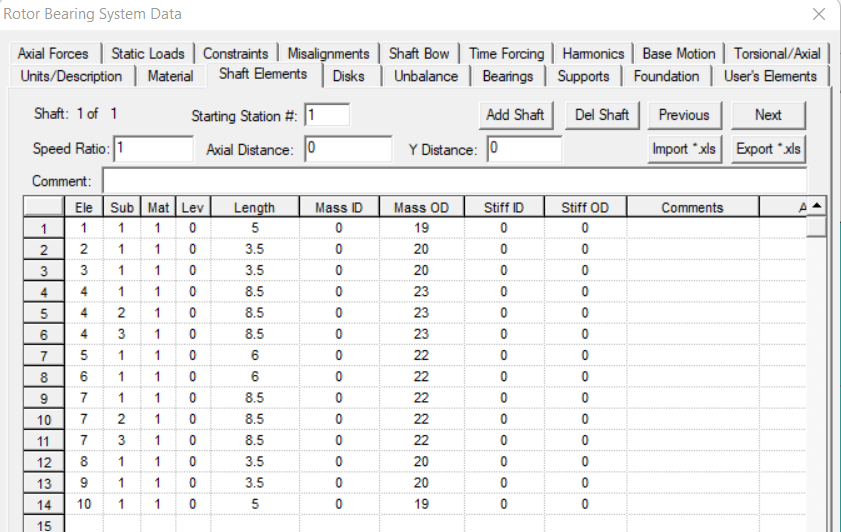 Rotor Bearing System Data
Axial Forces Static Loads Constraints Misalignments Shaft Bow Time Forcing Harmonics Base Motion Torsional/Axial
Units/Description Material Shaft Elements Disks Unbalance Bearings Supports Foundation User's Elements
Shaft: 1 of 1 Starting Station #: 1 Add Shaft Del Shaft Previous Next
Speed Ratio: 1 Axial Distance: 0 Y Distance: 0 Import *.xls Export *.xls
Comment:
Ele Sub Mat Lev Length Mass ID Mass OD Stiff ID Stiff OD Comments A
1 1 1 1 0 5 0 19 0 0
2 2 1 1 0 3.5 0 20 0 0
3 3 1 1 0 3.5 0 20 0 0
4 4 1 1 0 8.5 0 23 0 0
5 4 2 1 0 8.5 0 23 0 0
6 4 3 1 0 8.5 0 23 0 0
7 5 1 1 0 6 0 22 0 0
8 6 1 1 0 6 0 22 0 0
9 7 1 1 0 8.5 0 22 0 0
10 7 2 1 0 8.5 0 22 0 0
11 7 3 1 0 8.5 0 22 0 0
12 8 1 1 0 3.5 0 20 0 0
13 9 1 1 0 3.5 0 20 0 0
14 10 1 1 0 5 0 19 0 0
15